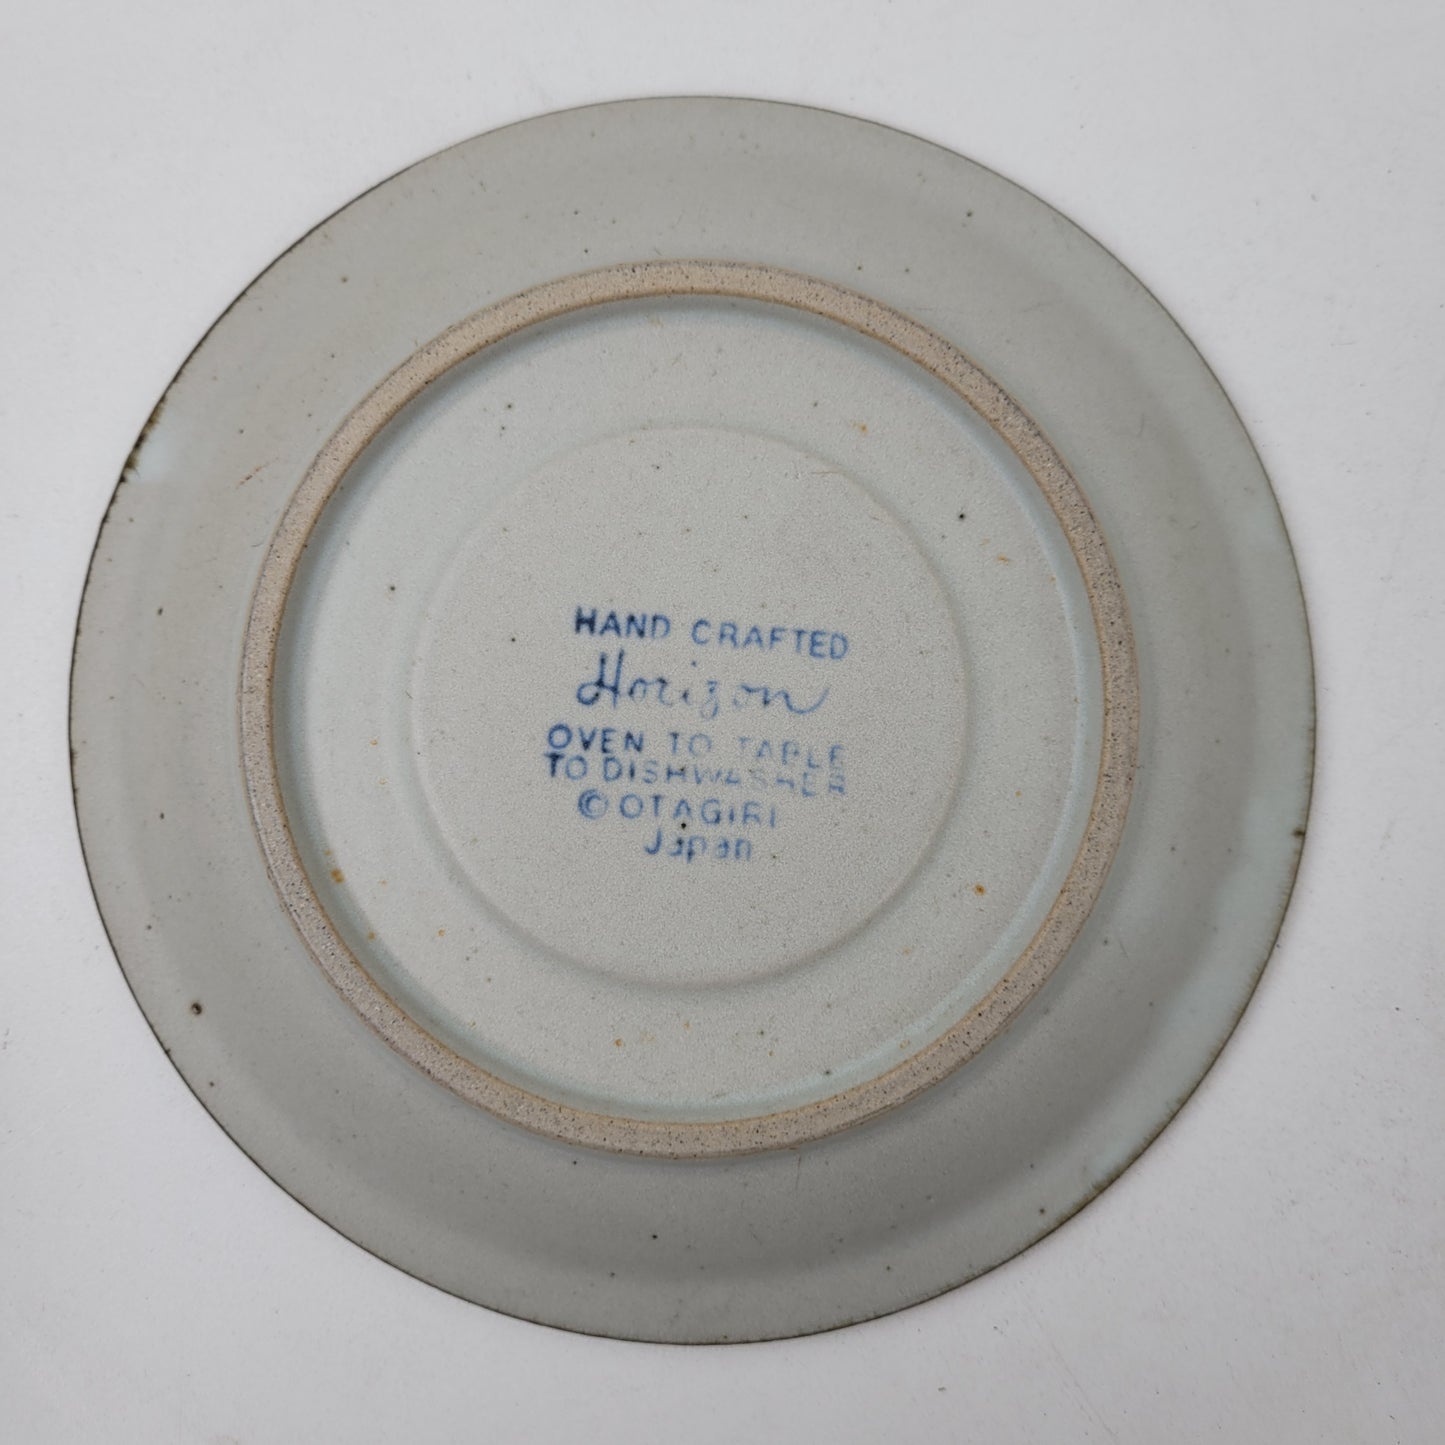 HAND CRAFTED
Horizon
OVEN TO TABLE
TO DISHWASHER
©OTAGIRI
Japan